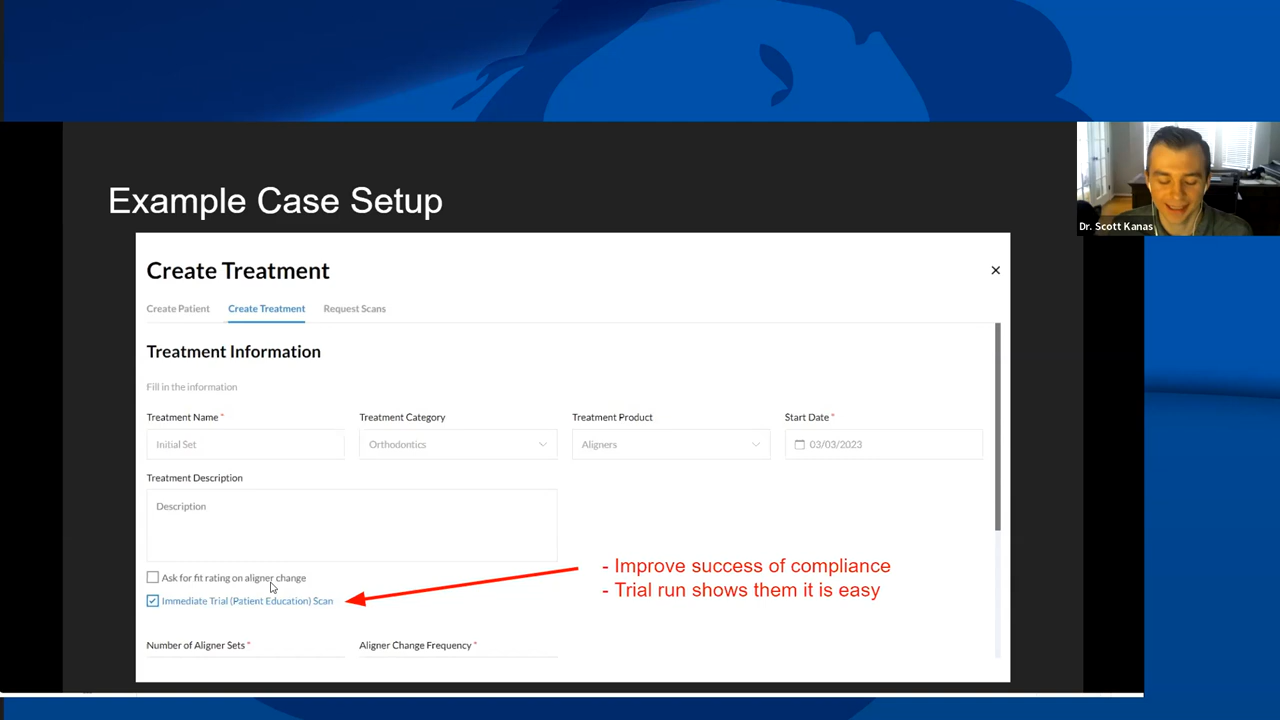 Example Case Setup
Dr. Scott Kanas
Create Treatment
Create Patient Create Treatment Request Scans
Treatment Information
Fill in the information
Treatment Name * Treatment Category Treatment Product Start Date *
Initial Set Orthodontics Aligners 03/03/2023
Treatment Description
Description
- Improve success of compliance
Ask for fit rating on aligner change
- Trial run shows them it is easy
Immediate Trial (Patient Education) Scan
Number of Aligner Sets * Aligner Change Frequency *